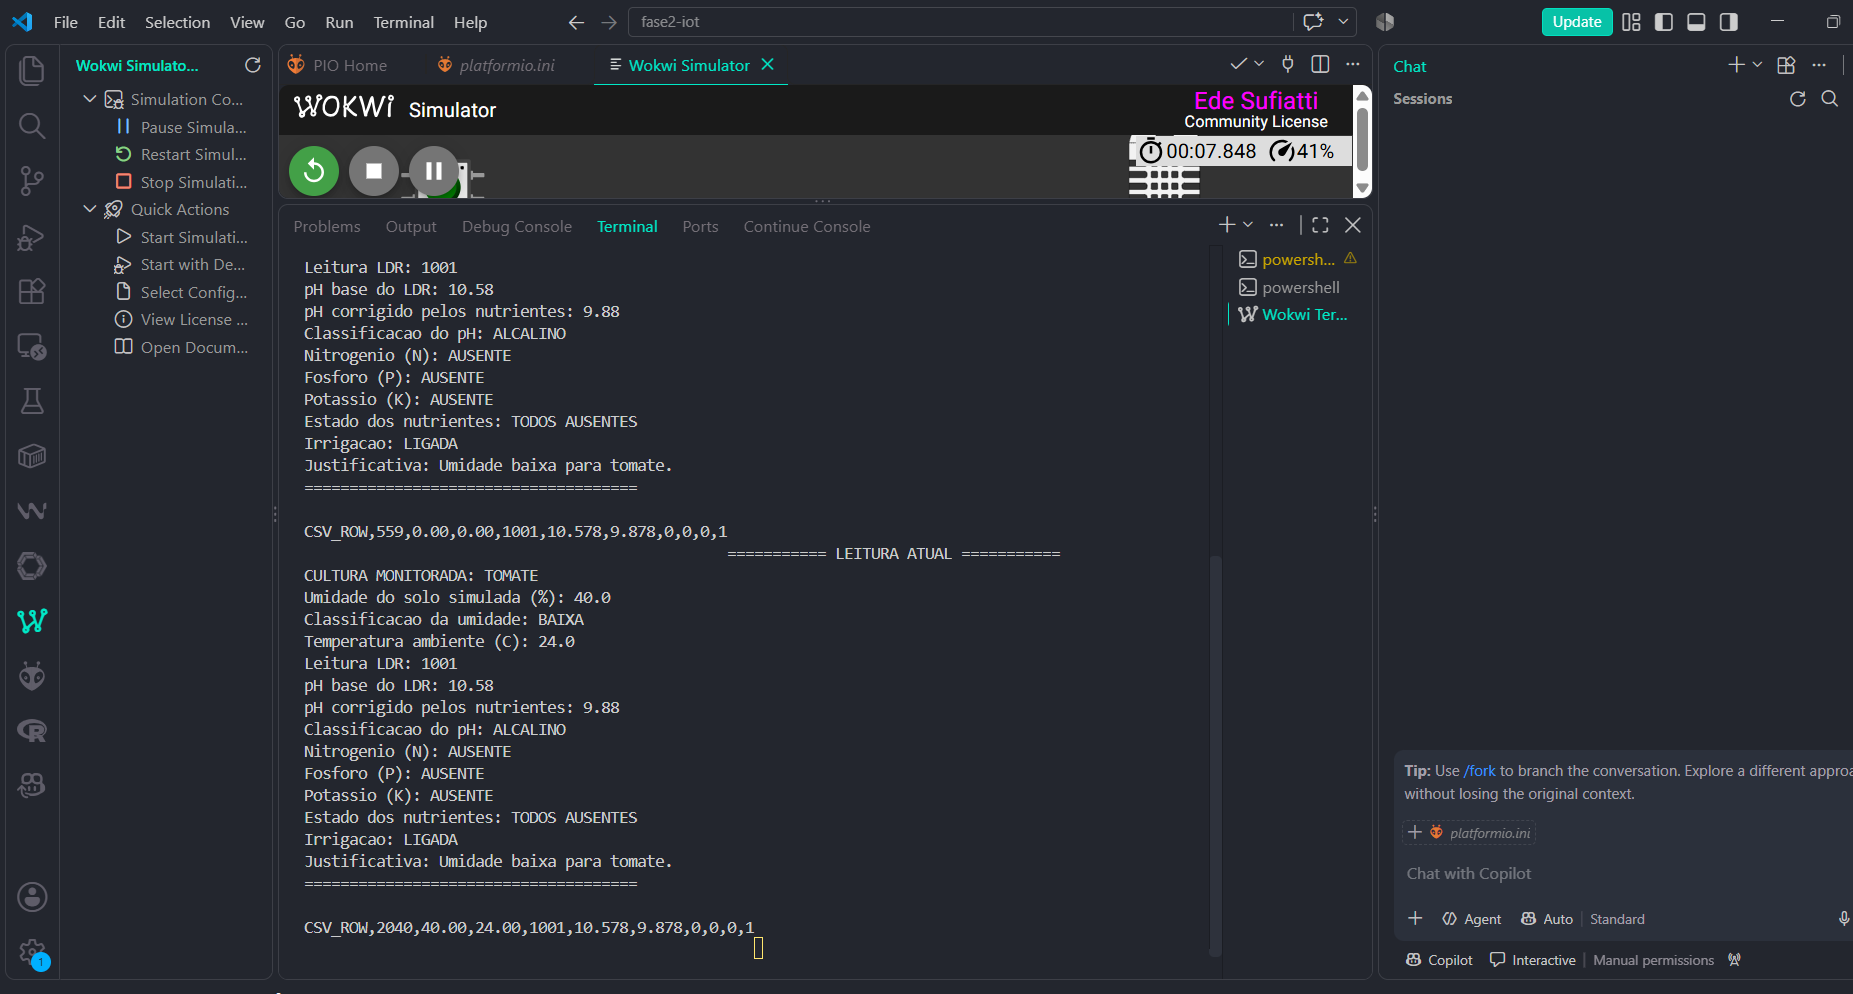 File Edit Selection View Go Run Terminal Help
fase2-iot
Update
Wokwi Simulato...
Simulation Co...
Pause Simula...
Restart Simul...
Stop Simulati...
Quick Actions
Start Simulati...
Start with De...
Select Config...
View License ...
Open Docum...
1
PIO Home platformio.ini Wokwi Simulator
WOKWI Simulator
Ede Sufiatti
Community License
00:07.848 41%
Problems Output Debug Console Terminal Ports Continue Console
Leitura LDR: 1001
pH base do LDR: 10.58
pH corrigido pelos nutrientes: 9.88
Classificacao do pH: ALCALINO
Nitrogenio (N): AUSENTE
Fosforo (P): AUSENTE
Potassio (K): AUSENTE
Estado dos nutrientes: TODOS AUSENTES
Irrigacao: LIGADA
Justificativa: Umidade baixa para tomate.
=====================================
CSV_ROW,559,0.00,0.00,1001,10.578,9.878,0,0,0,1
=========== LEITURA ATUAL ===========
CULTURA MONITORADA: TOMATE
Umidade do solo simulada (%): 40.0
Classificacao da umidade: BAIXA
Temperatura ambiente (C): 24.0
Leitura LDR: 1001
pH base do LDR: 10.58
pH corrigido pelos nutrientes: 9.88
Classificacao do pH: ALCALINO
Nitrogenio (N): AUSENTE
Fosforo (P): AUSENTE
Potassio (K): AUSENTE
Estado dos nutrientes: TODOS AUSENTES
Irrigacao: LIGADA
Justificativa: Umidade baixa para tomate.
=====================================
CSV_ROW,2040,40.00,24.00,1001,10.578,9.878,0,0,0,1
powersh...
powershell
Wokwi Ter...
Chat
Sessions
Tip: Use /fork to branch the conversation. Explore a different approa
without losing the original context.
platformio.ini
Chat with Copilot
Agent Auto Standard
Copilot Interactive Manual permissions